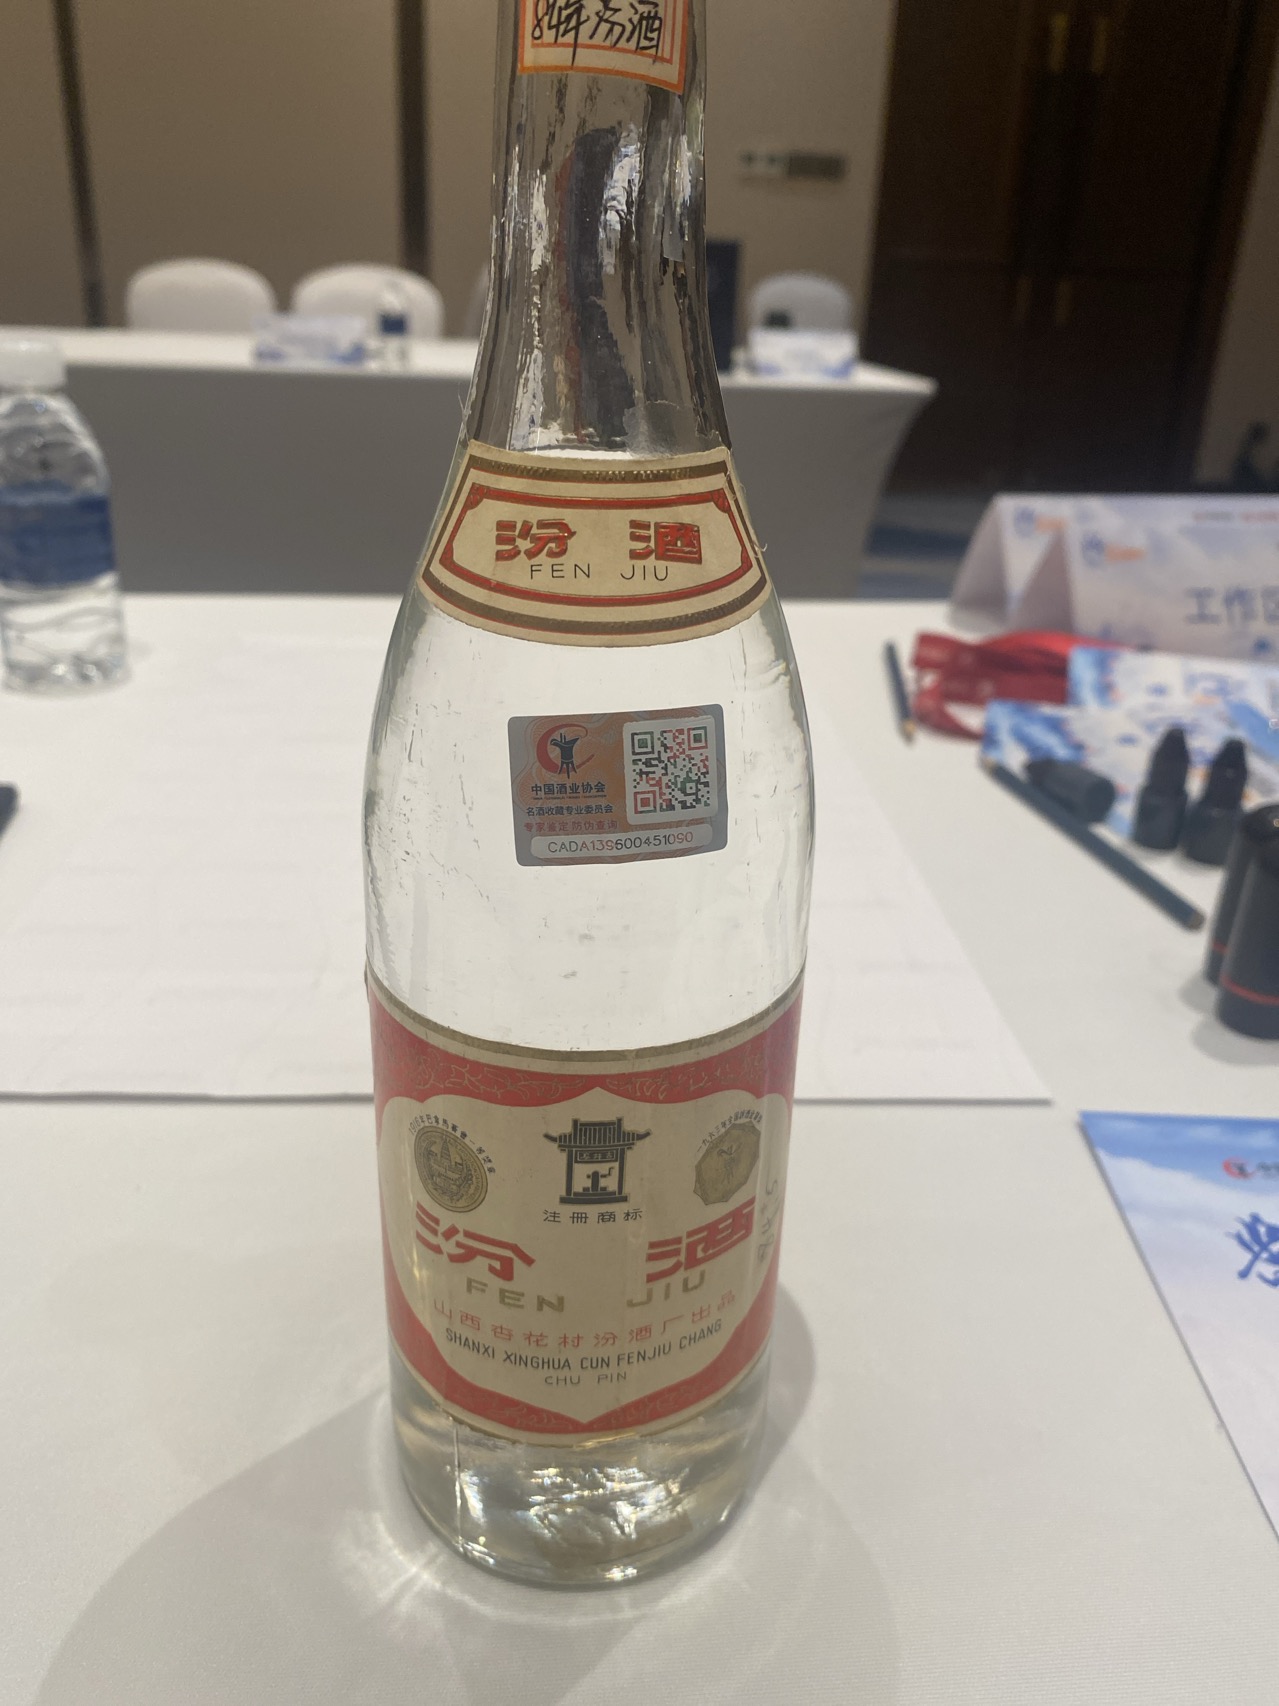 84年汾酒
汾 酒
FEN JIU
中国酒业协会
名酒收藏专业委员会
专家鉴定 防伪查询
CADA139600451090
注册商标
汾 酒
FEN JIU
山西杏花村汾酒厂出品
SHANXI XINGHUA CUN FENJIU CHANG
CHU PIN
工作